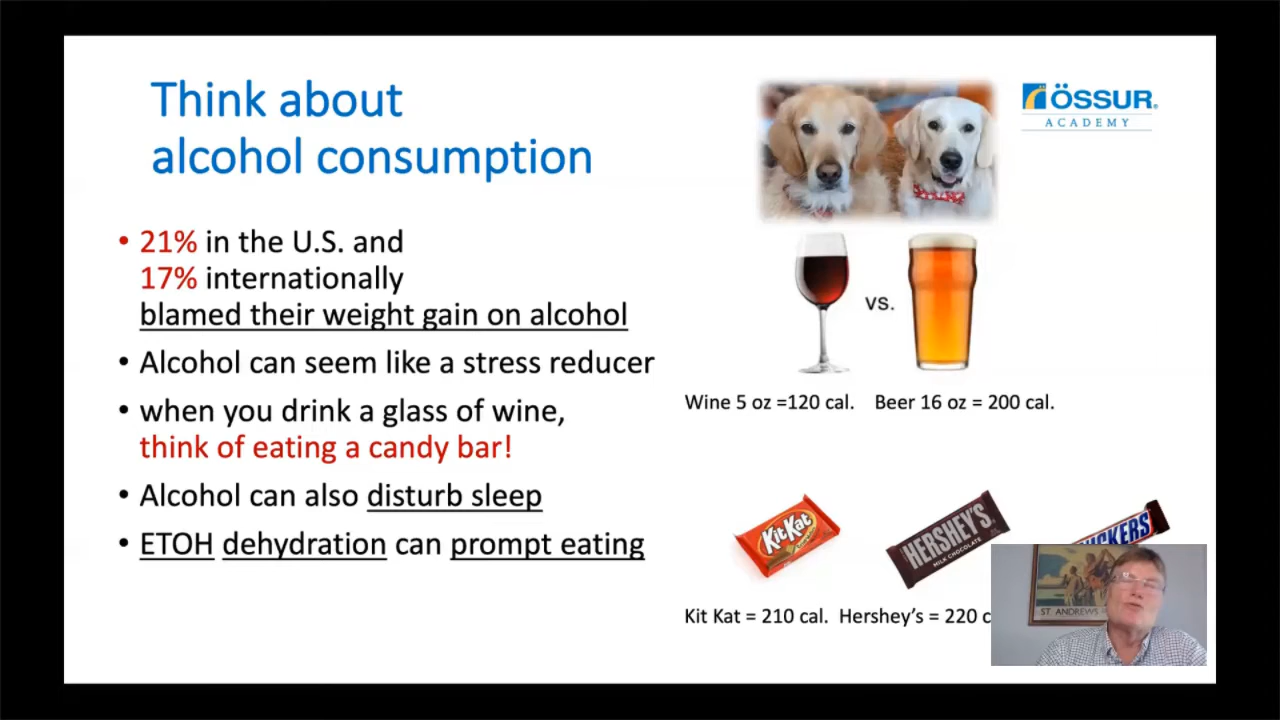 Think about
alcohol consumption
ÖSSUR®
ACADEMY
• 21% in the U.S. and
17% internationally
blamed their weight gain on alcohol
• Alcohol can seem like a stress reducer
• when you drink a glass of wine,
think of eating a candy bar!
• Alcohol can also disturb sleep
• ETOH dehydration can prompt eating
vs.
Wine 5 oz =120 cal. Beer 16 oz = 200 cal.
KitKat
HERSHEY'S
MILK CHOCOLATE
Kit Kat = 210 cal. Hershey's = 220 c
ST. ANDREWS